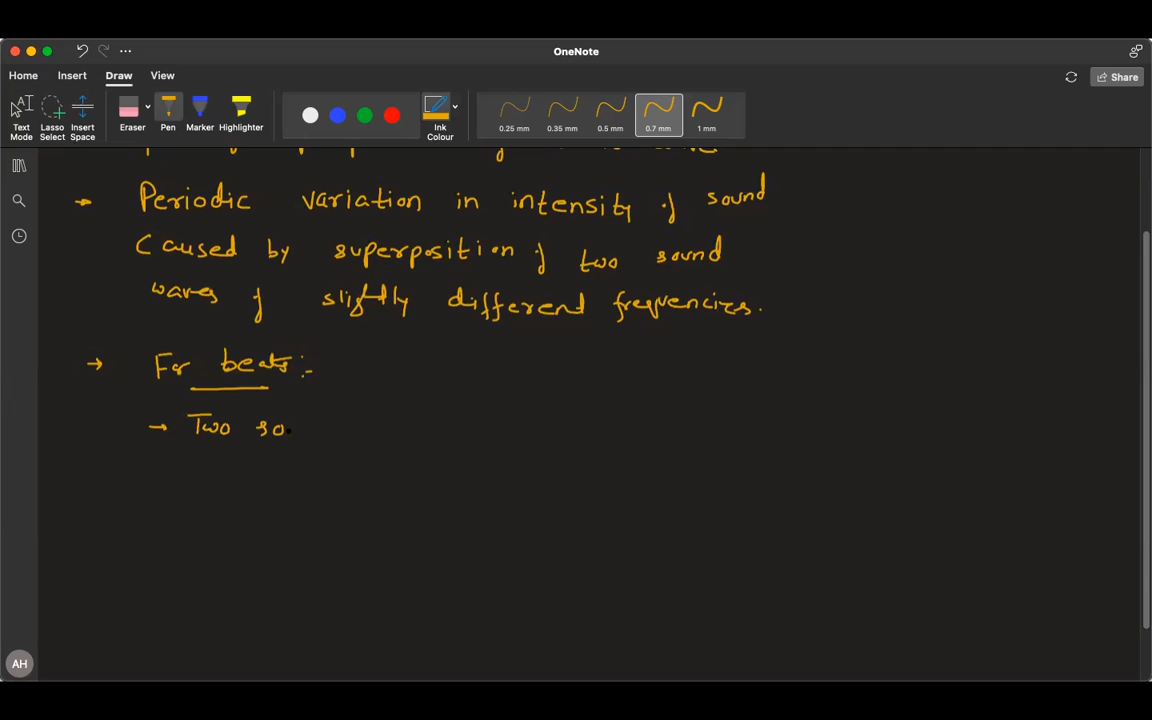 OneNote
Home Insert Draw View
Share
Text Mode
Lasso Select
Insert Space
Eraser
Pen
Marker
Highlighter
Ink Colour
0.25 mm
0.35 mm
0.5 mm
0.7 mm
1 mm
→ Periodic variation in intensity of sound
Caused by superposition of two sound
waves of slightly different frequencies.
→ For beats:-
→ Two so
AH